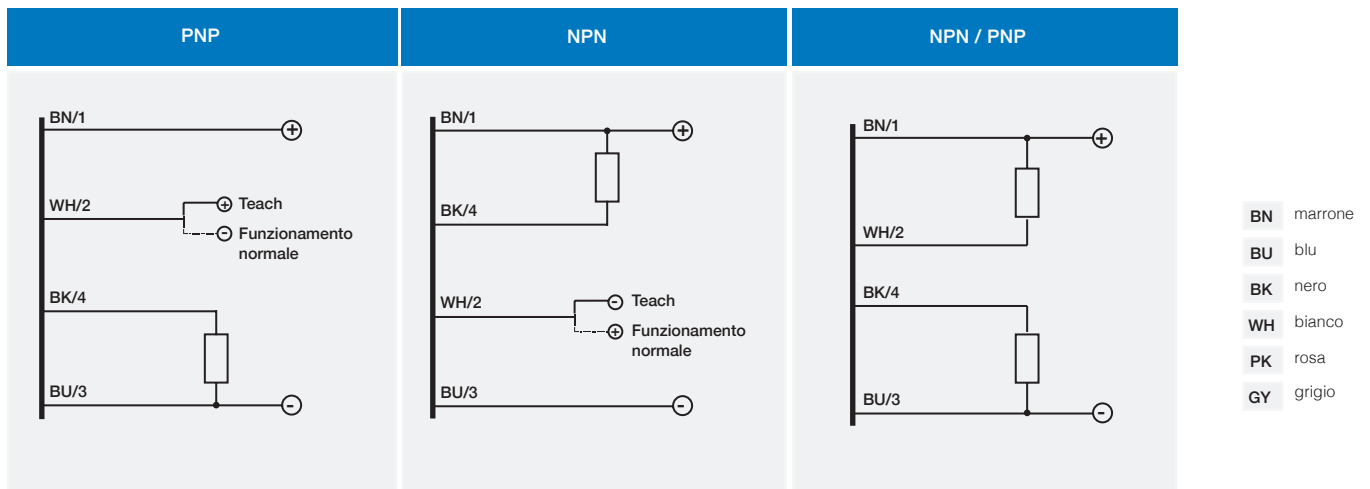 PNP
BN/1
+
WH/2
+ Teach
- Funzionamento
normale
BK/4
BU/3
-
NPN
BN/1
+
BK/4
WH/2
- Teach
+ Funzionamento
normale
BU/3
-
NPN / PNP
BN/1
+
WH/2
BK/4
BU/3
-
BN marrone
BU blu
BK nero
WH bianco
PK rosa
GY grigio